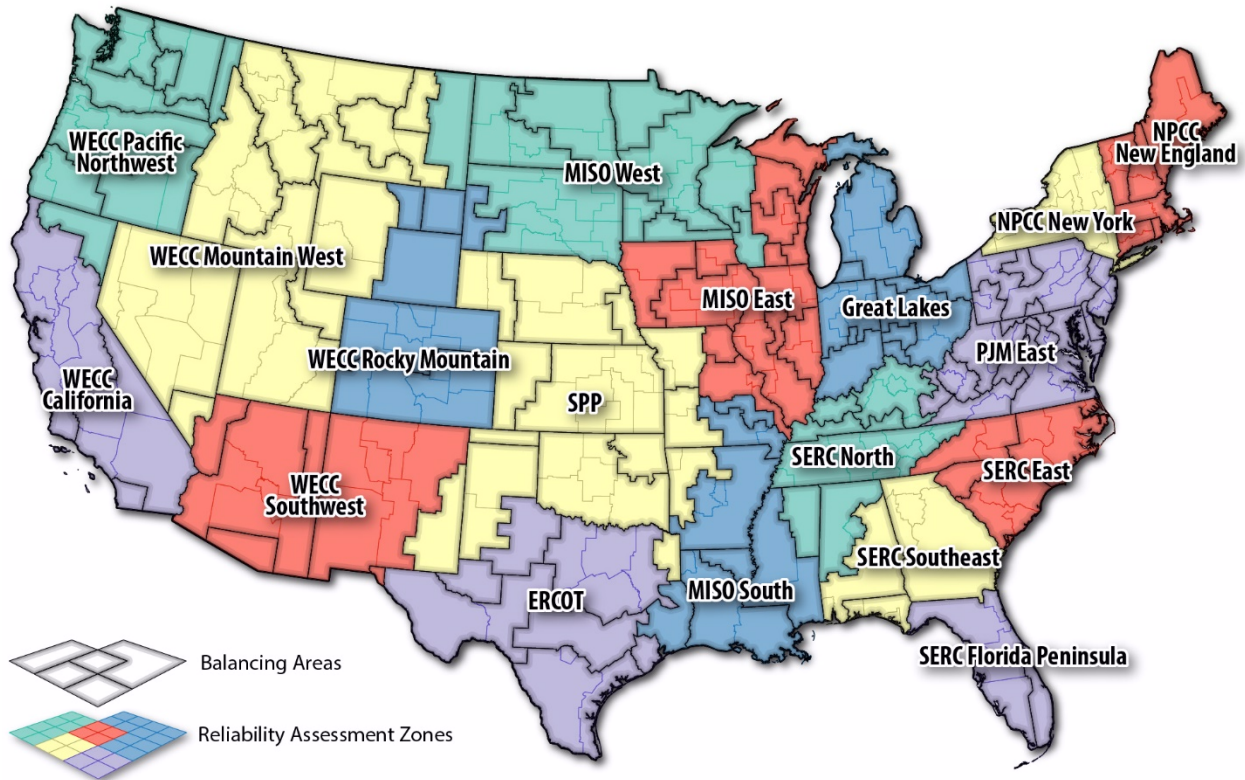 WECC Pacific
Northwest
MISO West
NPCC
New England
NPCC New York
WECC Mountain West
MISO East
Great Lakes
WECC Rocky Mountain
PJM East
WECC
California
SPP
SERC North
WECC
Southwest
SERC East
SERC Southeast
ERCOT
MISO South
SERC Florida Peninsula
Balancing Areas
Reliability Assessment Zones